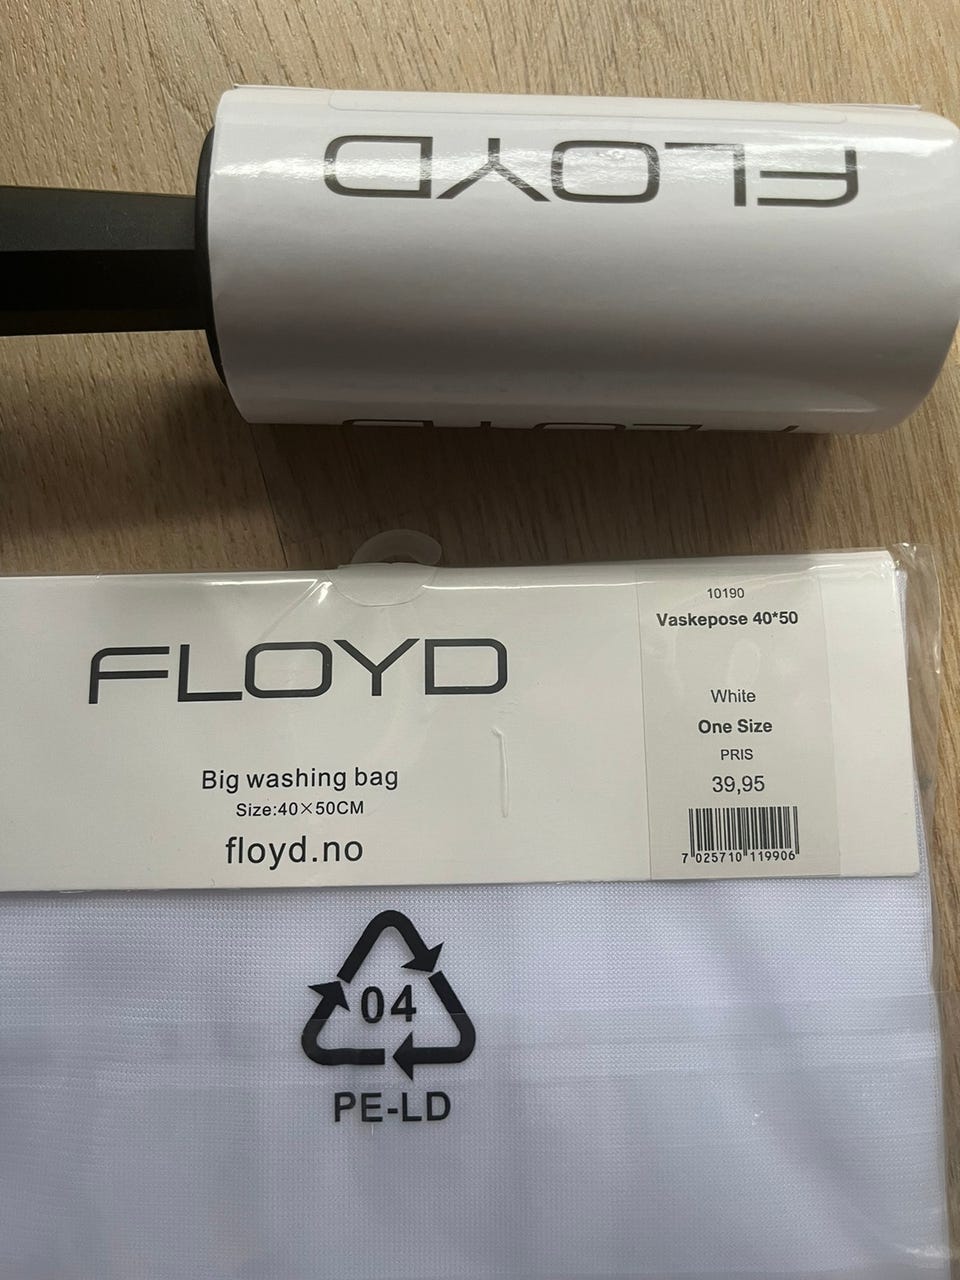 FLOYD
FLOYD
FLOYD
Big washing bag
Size:40×50CM
floyd.no
10190
Vaskepose 40*50
White
One Size
PRIS
39,95
7 025710 119906
04
PE-LD